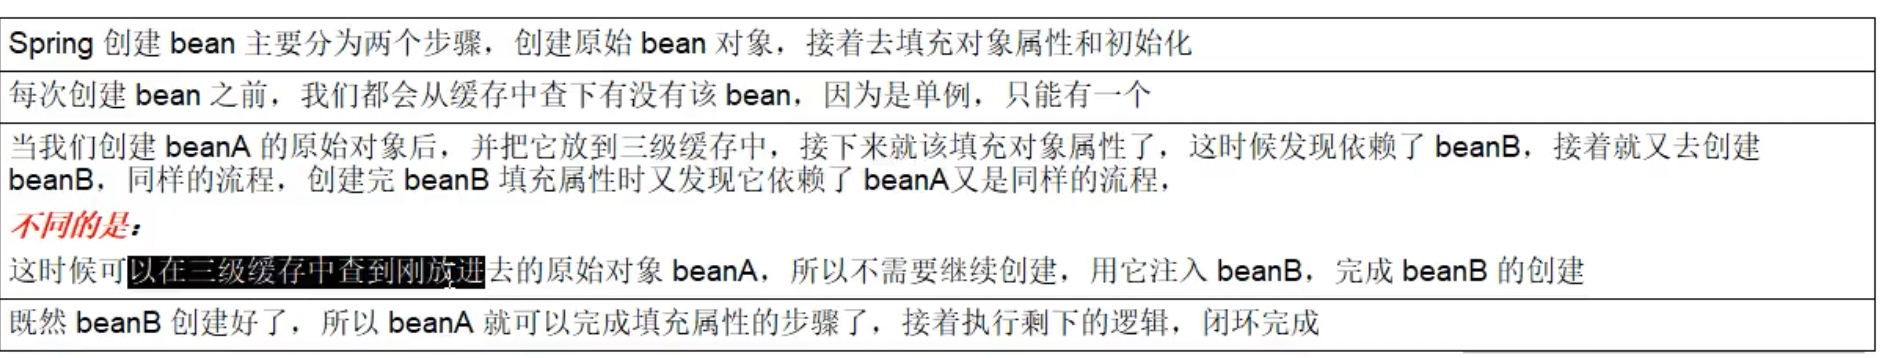 Spring 创建 bean 主要分为两个步骤，创建原始 bean 对象，接着去填充对象属性和初始化
每次创建 bean 之前，我们都会从缓存中查下有没有该 bean，因为是单例，只能有一个
当我们创建 beanA 的原始对象后，并把它放到三级缓存中，接下来就该填充对象属性了，这时候发现依赖了 beanB，接着就又去创建
beanB，同样的流程，创建完 beanB 填充属性时又发现它依赖了 beanA又是同样的流程，
不同的是：
这时候可以在三级缓存中查到刚放进去的原始对象 beanA，所以不需要继续创建，用它注入 beanB，完成 beanB 的创建
既然 beanB 创建好了，所以 beanA 就可以完成填充属性的步骤了，接着执行剩下的逻辑，闭环完成